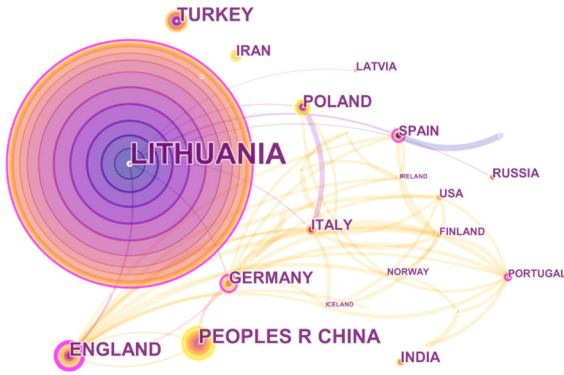 TURKEY
IRAN
LATVIA
POLAND
SPAIN
LITHUANIA
IRELAND
RUSSIA
USA
ITALY
FINLAND
GERMANY
NORWAY
PORTUGAL
ICELAND
PEOPLES R CHINA
ENGLAND
INDIA